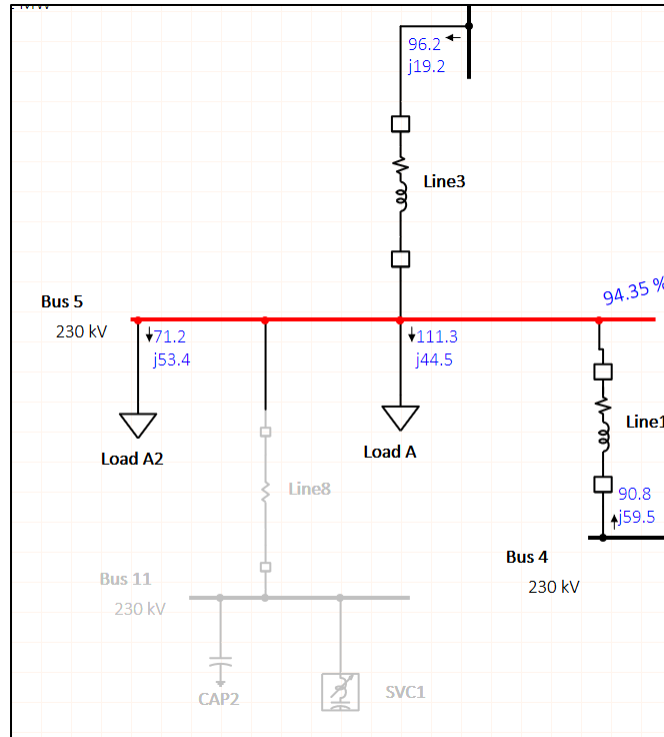 96.2
j19.2
Line3
94.35 %
Bus 5
230 kV
71.2
j53.4
111.3
j44.5
Load A2
Load A
Line1
Line8
90.8
j59.5
Bus 4
230 kV
Bus 11
230 kV
CAP2
SVC1